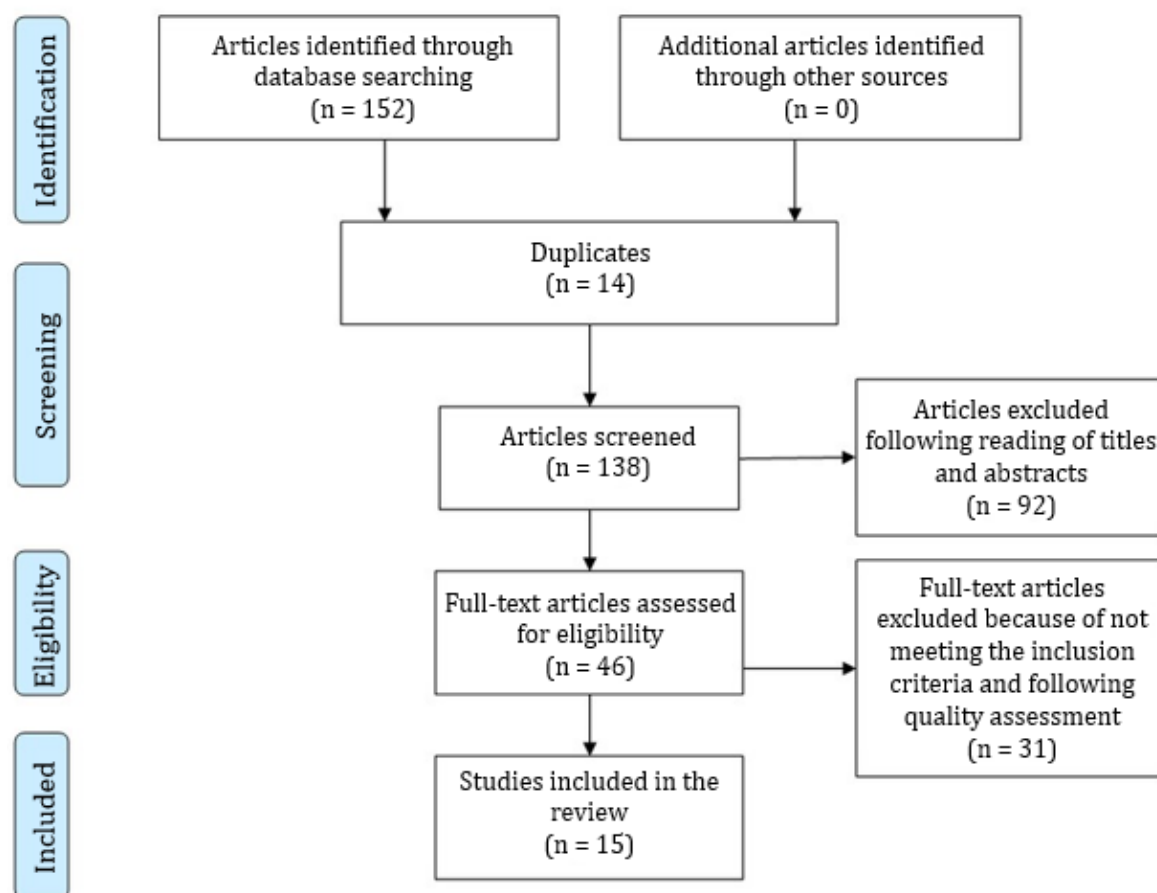 Identification
Articles identified through
database searching
(n = 152)
Additional articles identified
through other sources
(n = 0)
Duplicates
(n = 14)
Screening
Articles screened
(n = 138)
Articles excluded
following reading of titles
and abstracts
(n = 92)
Eligibility
Full-text articles assessed
for eligibility
(n = 46)
Full-text articles
excluded because of not
meeting the inclusion
criteria and following
quality assessment
(n = 31)
Included
Studies included in the
review
(n = 15)